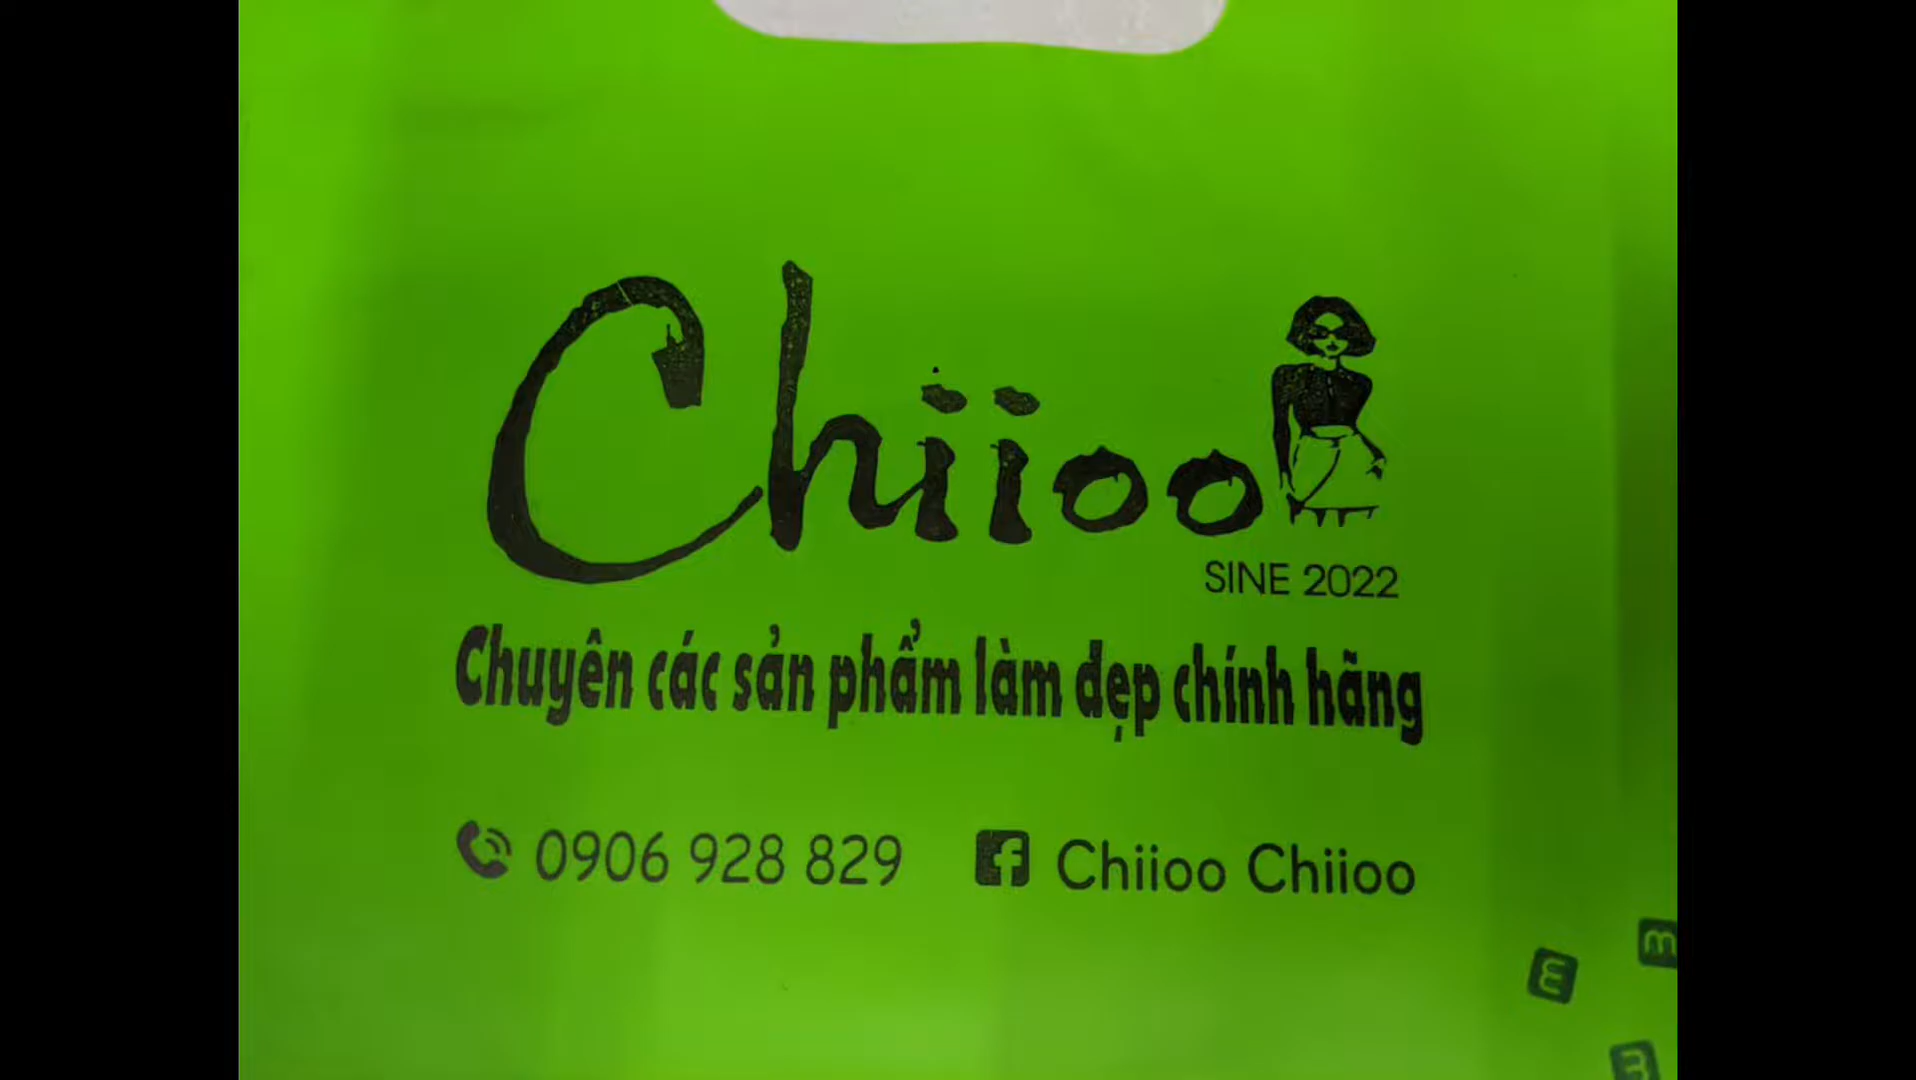 Chiioo
SINE 2022
Chuyên các sản phẩm làm đẹp chính hãng
0906 928 829 Chiioo Chiioo
m
m
m